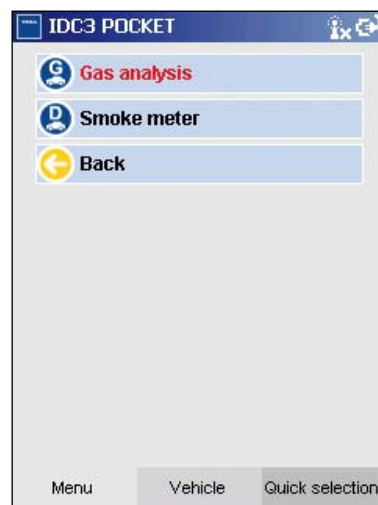 IDC3 POCKET
G Gas analysis
D Smoke meter
Back
Menu Vehicle Quick selection